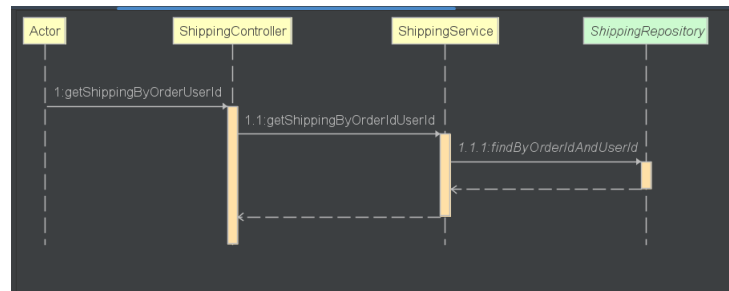 Actor
ShippingController
ShippingService
ShippingRepository
1:getShippingByOrderUserId
1.1:getShippingByOrderIdUserId
1.1.1:findByOrderIdAndUserId